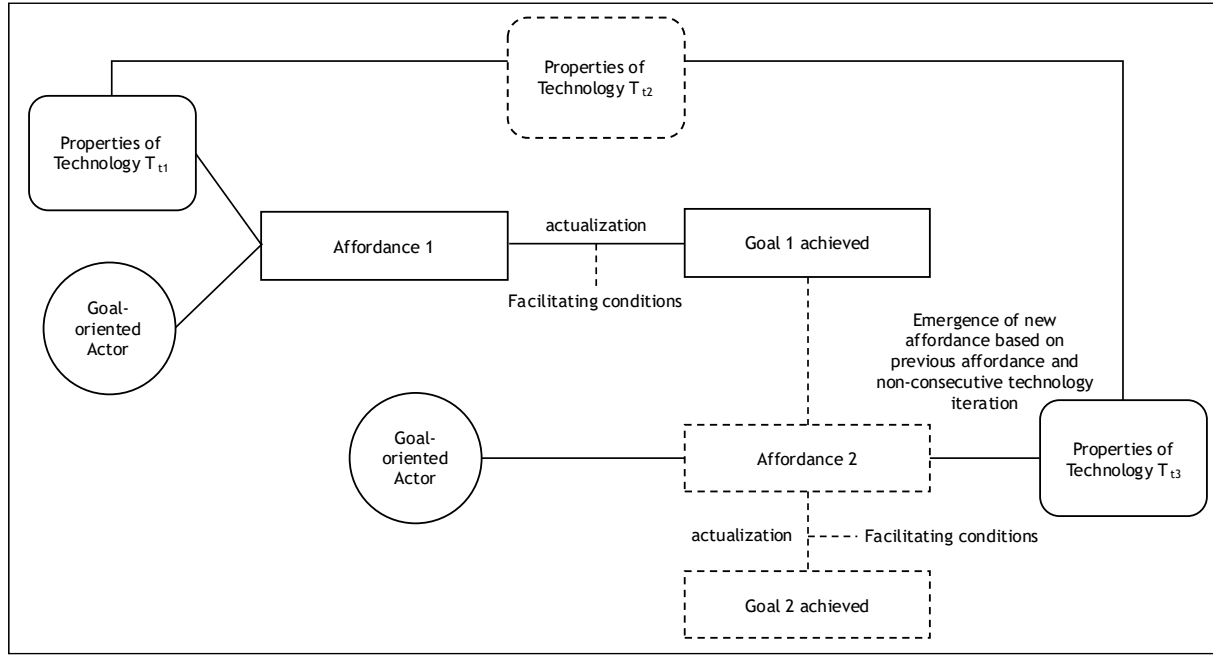 Properties of
Technology T t2
Properties of
Technology T t1
Affordance 1
actualization
Facilitating conditions
Goal 1 achieved
Goal-
oriented
Actor
Emergence of new
affordance based on
previous affordance and
non-consecutive technology
iteration
Goal-
oriented
Actor
Affordance 2
Properties of
Technology T t3
actualization
Facilitating conditions
Goal 2 achieved